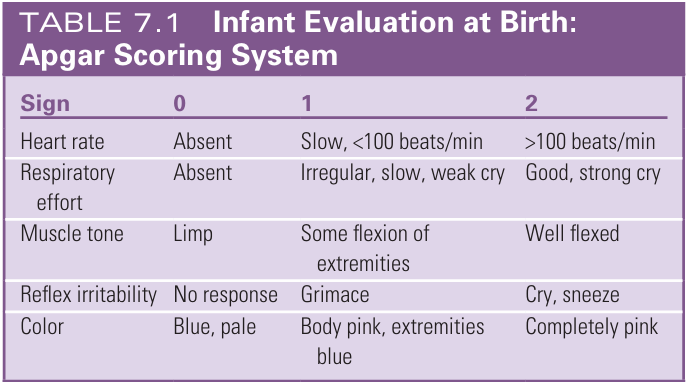 TABLE 7.1 Infant Evaluation at Birth:
Apgar Scoring System
Sign 0 1 2
Heart rate Absent Slow, <100 beats/min >100 beats/min
Respiratory Absent Irregular, slow, weak cry Good, strong cry
effort
Muscle tone Limp Some flexion of Well flexed
extremities
Reflex irritability No response Grimace Cry, sneeze
Color Blue, pale Body pink, extremities Completely pink
blue